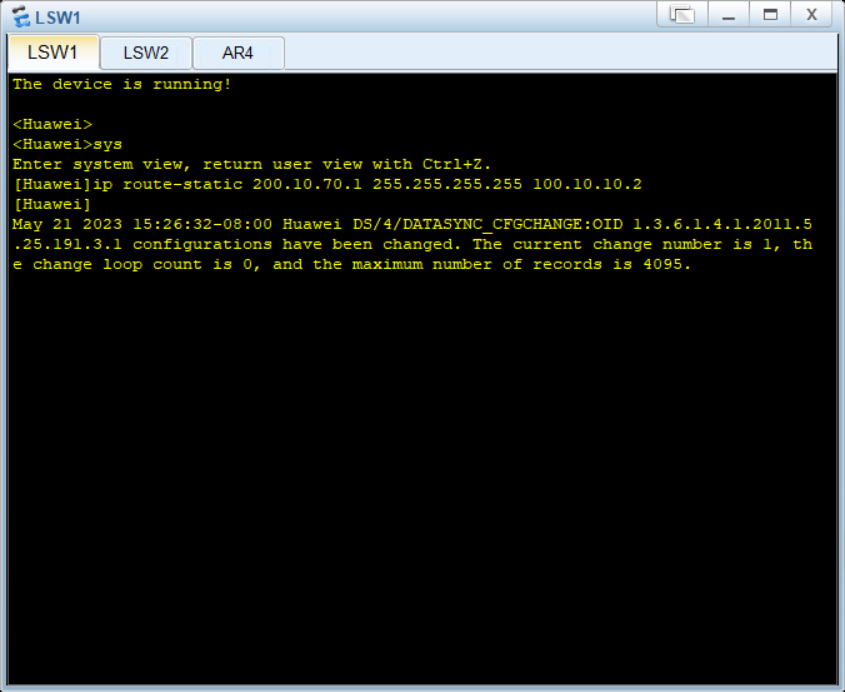 LSW1
X
LSW1 LSW2 AR4
The device is running!
<Huawei>
<Huawei>sys
Enter system view, return user view with Ctrl+Z.
[Huawei]ip route-static 200.10.70.1 255.255.255.255 100.10.10.2
[Huawei]
May 21 2023 15:26:32-08:00 Huawei DS/4/DATASYNC_CFGCHANGE:OID 1.3.6.1.4.1.2011.5
.25.191.3.1 configurations have been changed. The current change number is 1, th
e change loop count is 0, and the maximum number of records is 4095.